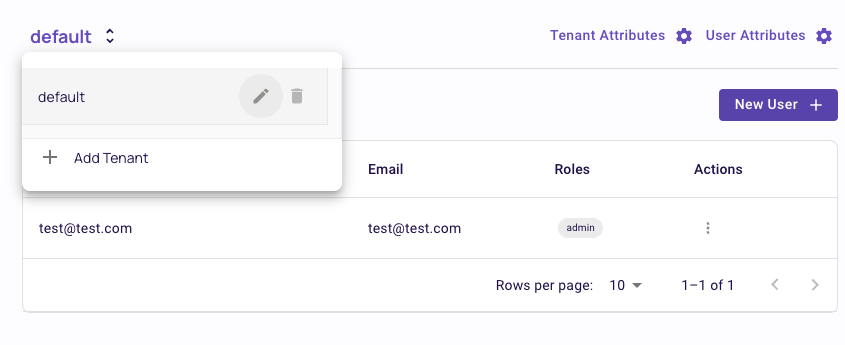 default
Tenant Attributes
User Attributes
default
New User
Add Tenant
Email
Roles
Actions
test@test.com
test@test.com
admin
Rows per page: 10
1–1 of 1